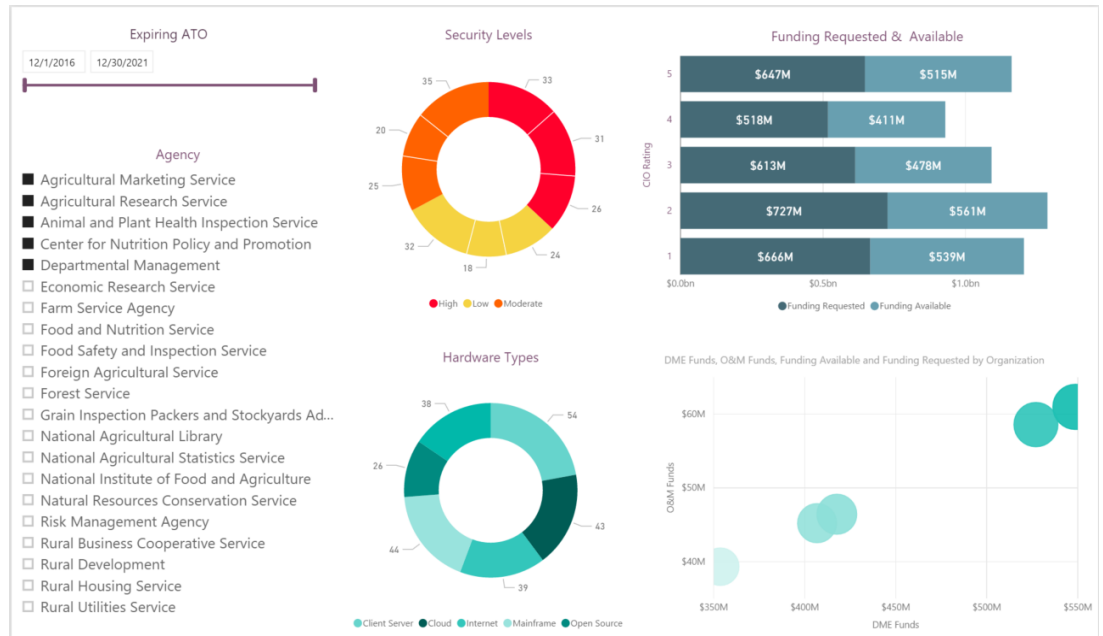 Expiring ATO
12/1/2016 12/30/2021
Agency
Agricultural Marketing Service
Agricultural Research Service
Animal and Plant Health Inspection Service
Center for Nutrition Policy and Promotion
Departmental Management
Economic Research Service
Farm Service Agency
Food and Nutrition Service
Food Safety and Inspection Service
Foreign Agricultural Service
Forest Service
Grain Inspection Packers and Stockyards Ad...
National Agricultural Library
National Agricultural Statistics Service
National Institute of Food and Agriculture
Natural Resources Conservation Service
Risk Management Agency
Rural Business Cooperative Service
Rural Development
Rural Housing Service
Rural Utilities Service
Security Levels
35 33
20 31
25 26
32 24
18
High Low Moderate
Hardware Types
38 54
26
43
44
39
Client Server Cloud Internet Mainframe Open Source
Funding Requested & Available
CIO Rating
5 $647M $515M
4 $518M $411M
3 $613M $478M
2 $727M $561M
1 $666M $539M
$0.0bn $0.5bn $1.0bn
Funding Requested Funding Available
DME Funds, O&M Funds, Funding Available and Funding Requested by Organization
O&M Funds
$60M
$50M
$40M
$350M $400M $450M $500M $550M
DME Funds